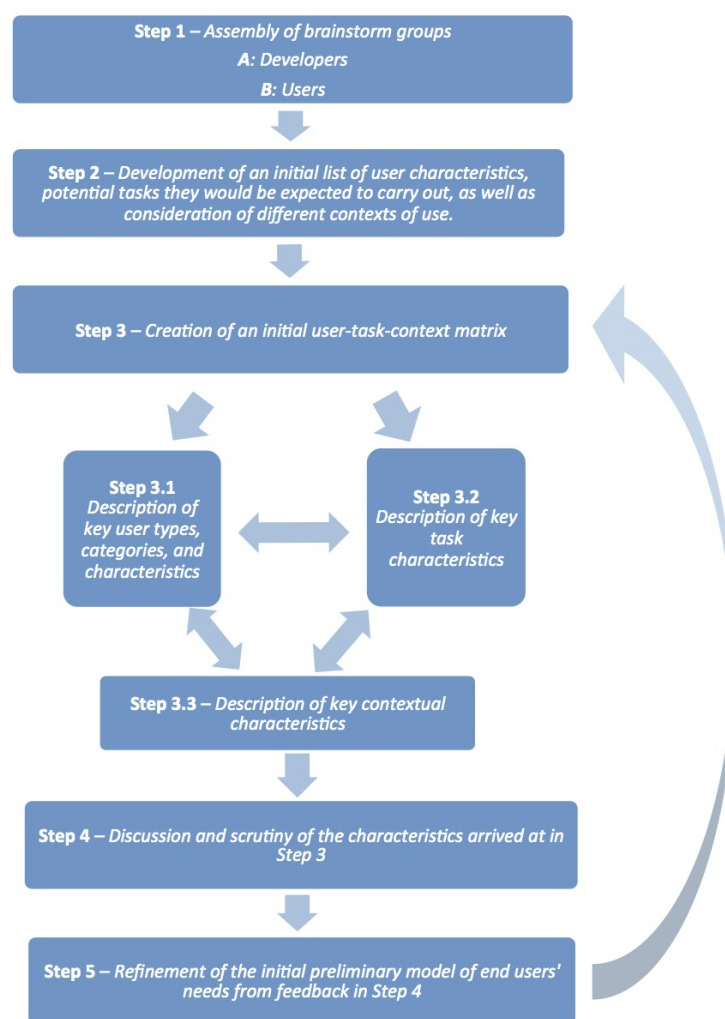 Step 1 – Assembly of brainstorm groups
A: Developers
B: Users
Step 2 – Development of an initial list of user characteristics,
potential tasks they would be expected to carry out, as well as
consideration of different contexts of use.
Step 3 – Creation of an initial user-task-context matrix
Step 3.1
Description of
key user types,
categories, and
characteristics
Step 3.2
Description of key
task
characteristics
Step 3.3 – Description of key contextual
characteristics
Step 4 – Discussion and scrutiny of the characteristics arrived at in
Step 3
Step 5 – Refinement of the initial preliminary model of end users'
needs from feedback in Step 4